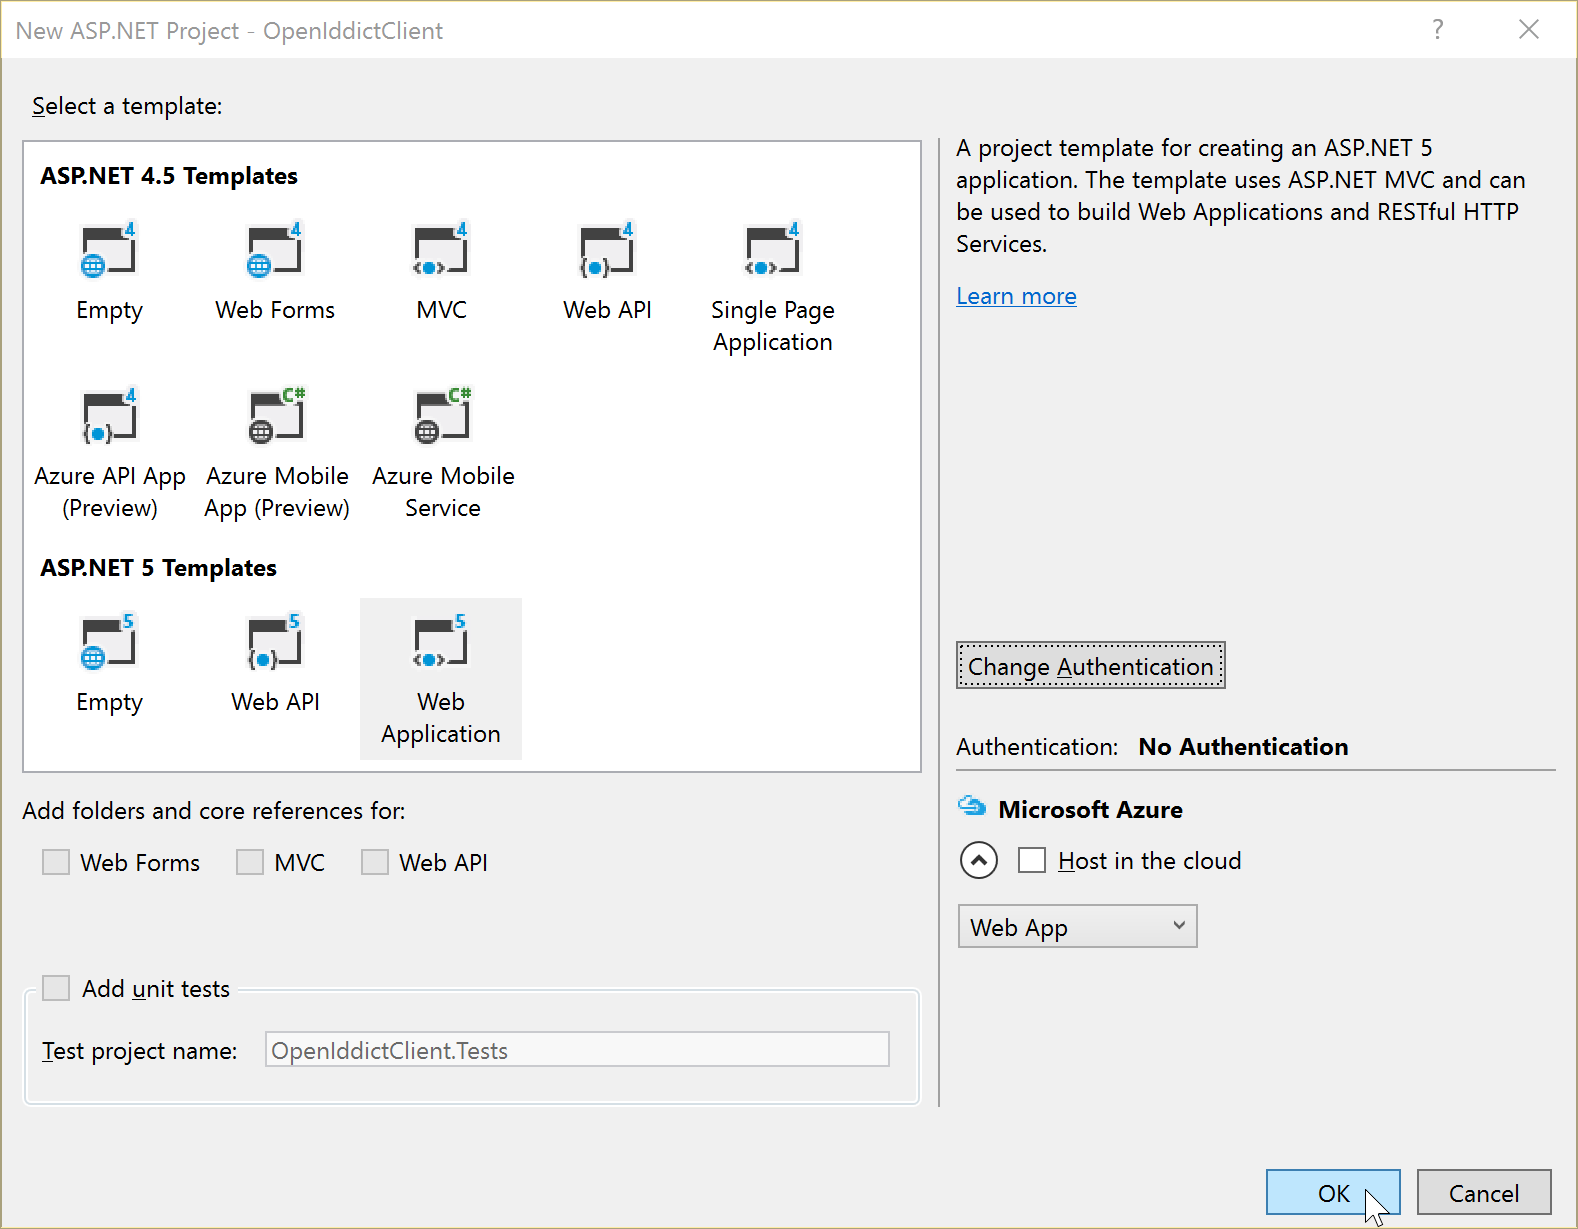 New ASP.NET Project - OpenIddictClient
?
Select a template:
ASP.NET 4.5 Templates
4 4 4 4 4
Empty Web Forms MVC Web API Single Page
Application
4 C# C#
Azure API App Azure Mobile Azure Mobile
(Preview) App (Preview) Service
ASP.NET 5 Templates
5 5 5
Empty Web API Web
Application
Add folders and core references for:
Web Forms MVC Web API
Add unit tests
Test project name: OpenIddictClient.Tests
A project template for creating an ASP.NET 5
application. The template uses ASP.NET MVC and can
be used to build Web Applications and RESTful HTTP
Services.
Learn more
Change Authentication
Authentication: No Authentication
Microsoft Azure
Host in the cloud
Web App
OK Cancel